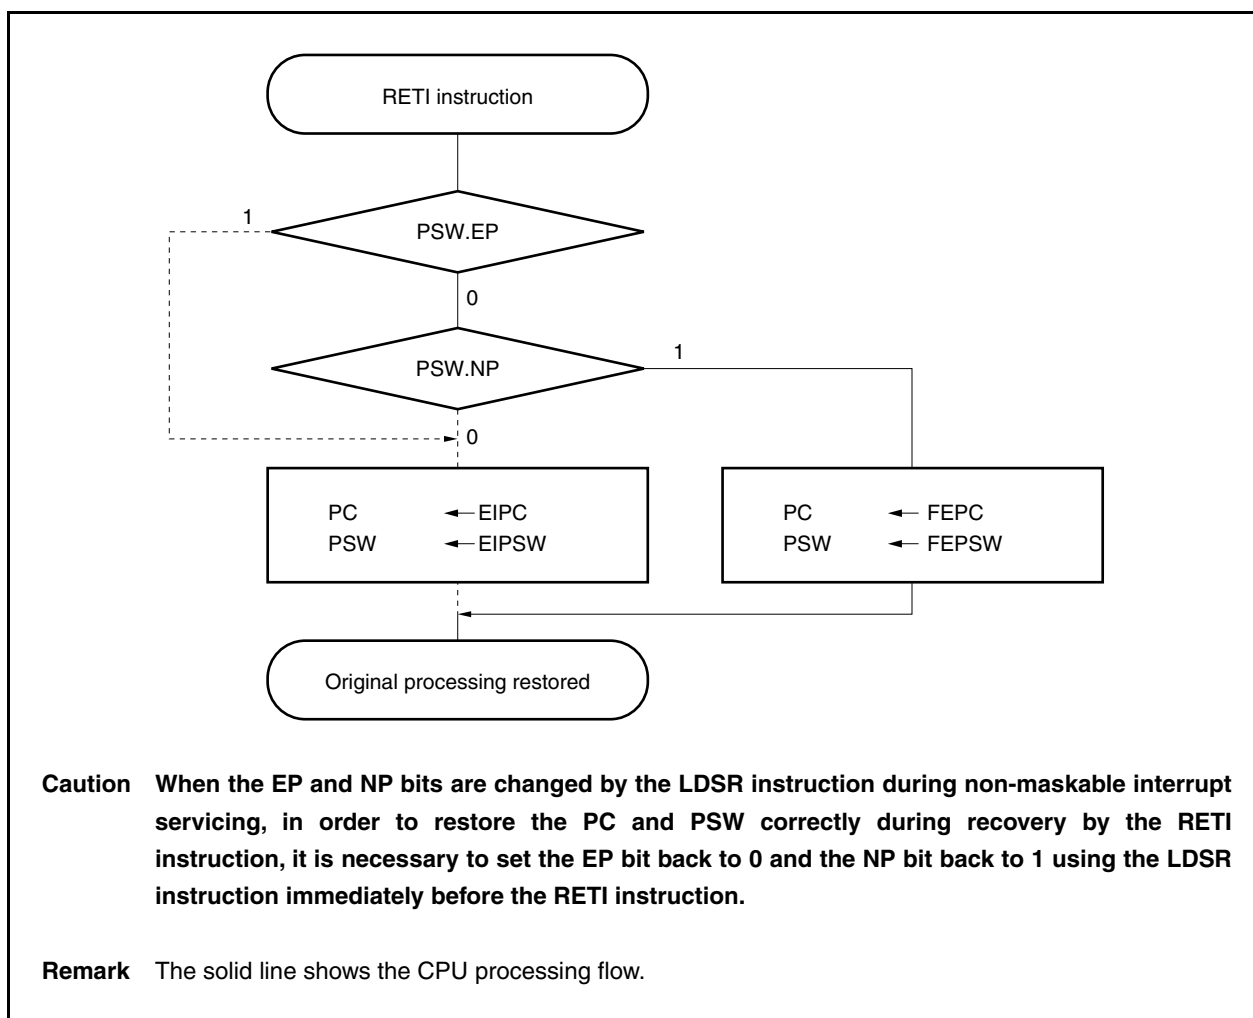 RETI instruction
1
PSW.EP
0
1
PSW.NP
0
PC ← EIPC
PSW ← EIPSW
PC ← FEPC
PSW ← FEPSW
Original processing restored
Caution When the EP and NP bits are changed by the LDSR instruction during non-maskable interrupt
servicing, in order to restore the PC and PSW correctly during recovery by the RETI
instruction, it is necessary to set the EP bit back to 0 and the NP bit back to 1 using the LDSR
instruction immediately before the RETI instruction.
Remark The solid line shows the CPU processing flow.